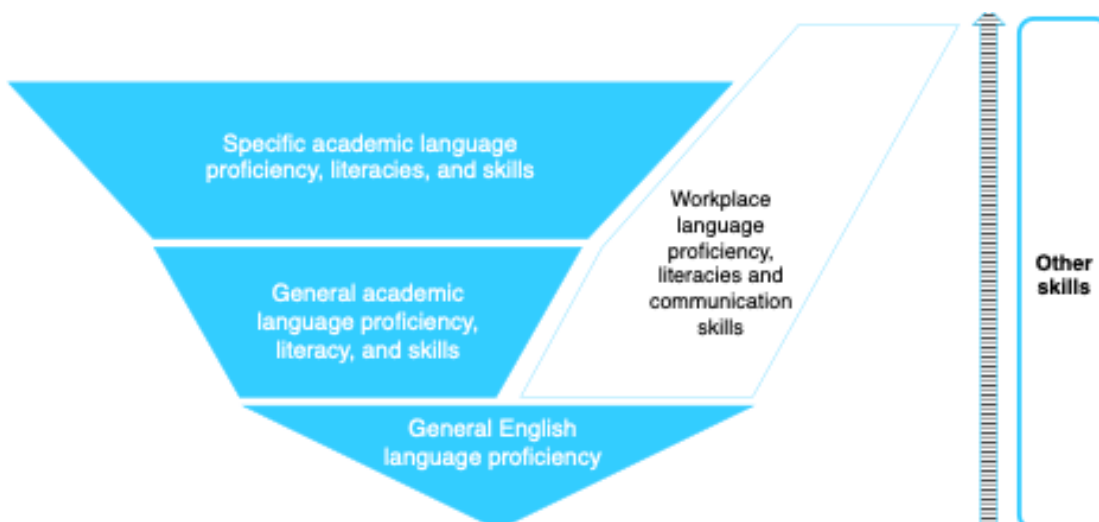 Specific academic language
proficiency, literacies, and skills
General academic
language proficiency,
literacy, and skills
General English
language proficiency
Workplace
language
proficiency,
literacies and
communication
skills
Other
skills